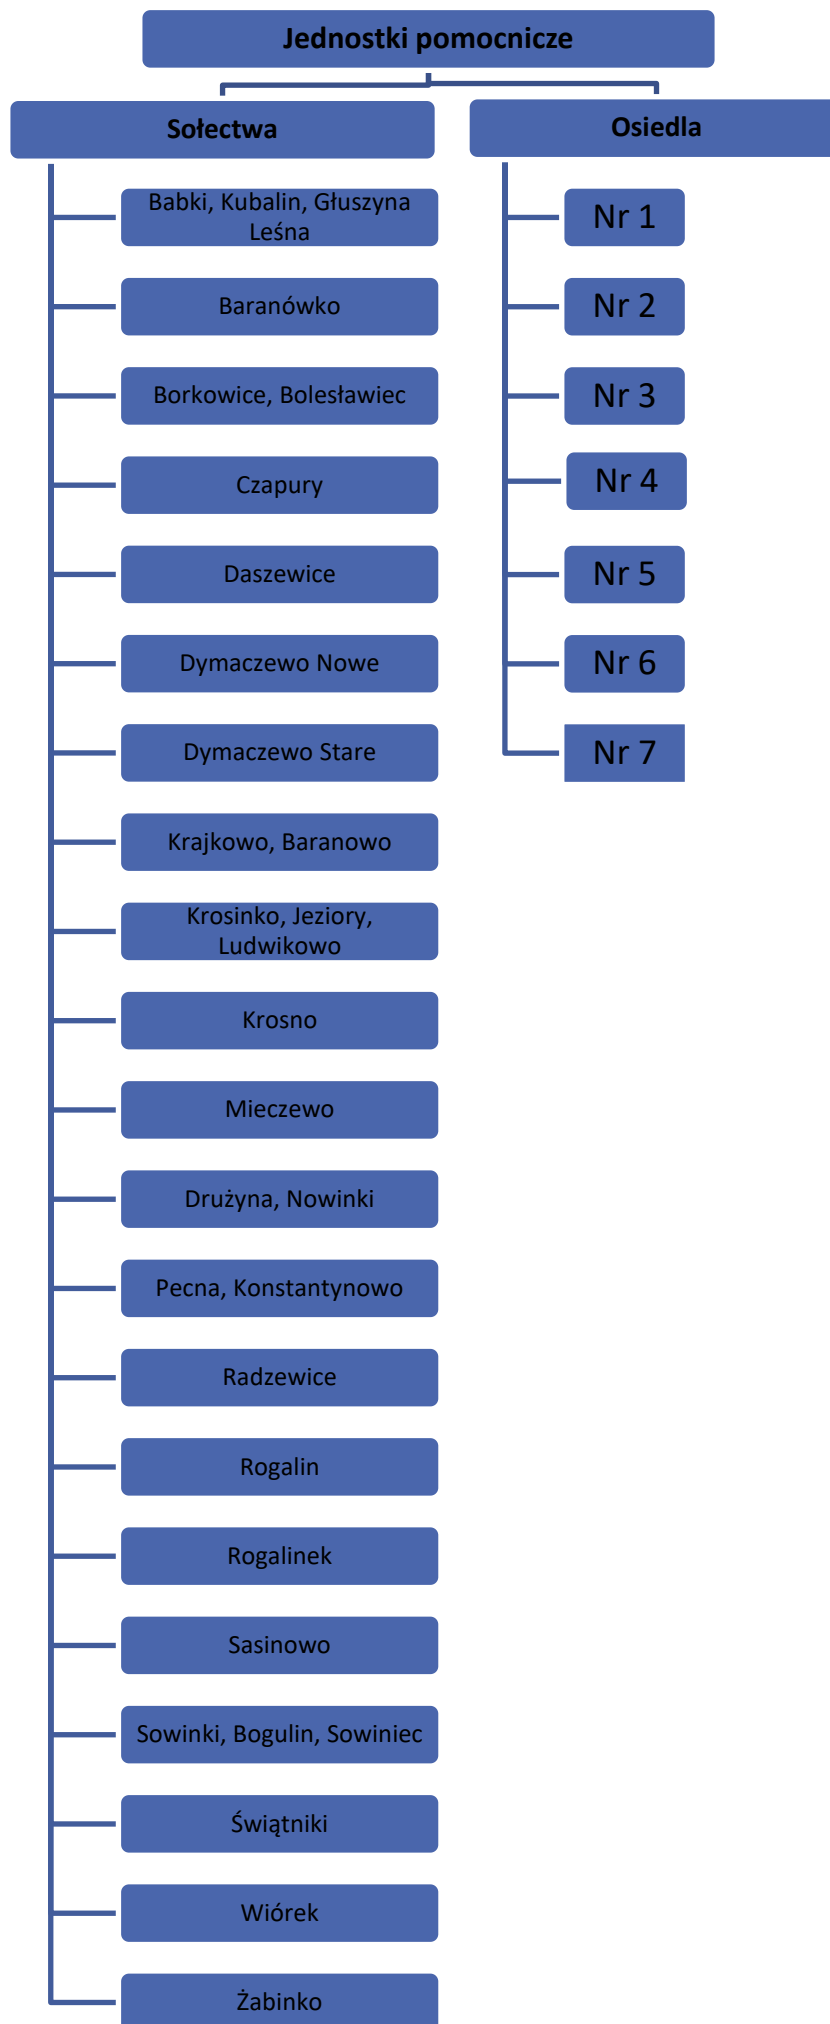 Jednostki pomocnicze
Sołectwa
Babki, Kubalin, Głuszyna
Leśna
Baranówko
Borkowice, Bolesławiec
Czapury
Daszewice
Dymaczewo Nowe
Dymaczewo Stare
Krajkowo, Baranowo
Krosinko, Jeziory,
Ludwikowo
Krosno
Mieczewo
Drużyna, Nowinki
Pecna, Konstantynowo
Radzewice
Rogalin
Rogalinek
Sasinowo
Sowinki, Bogulin, Sowiniec
Świątniki
Wiórek
Żabinko
Osiedla
Nr 1
Nr 2
Nr 3
Nr 4
Nr 5
Nr 6
Nr 7